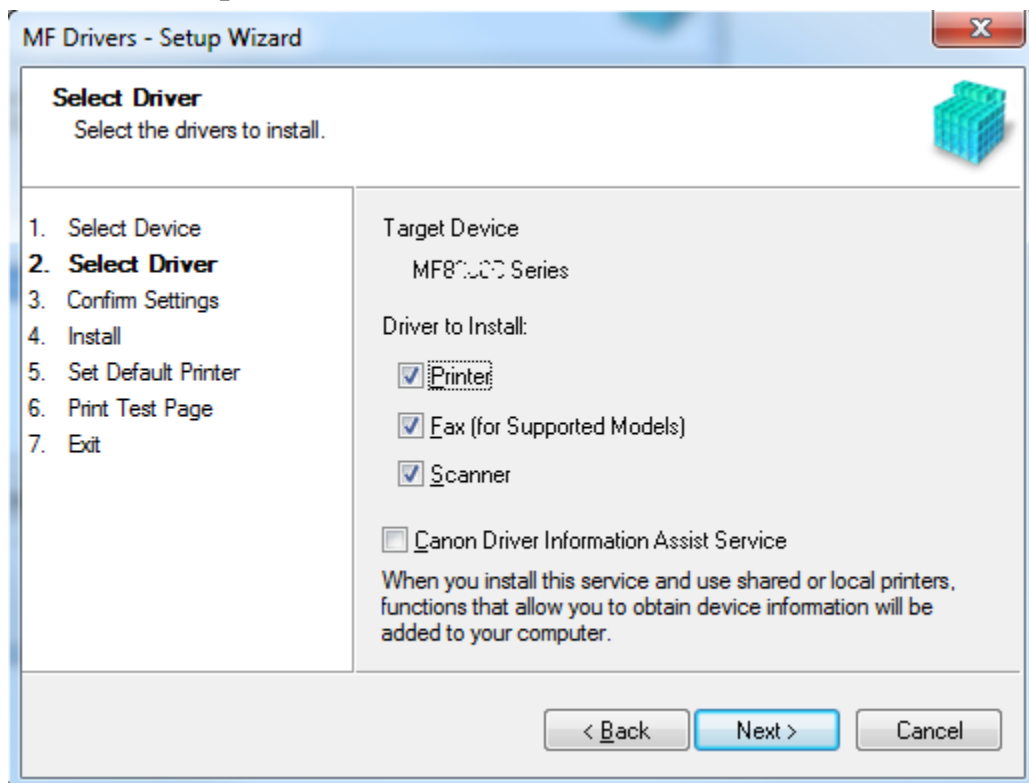 MF Drivers - Setup Wizard
Select Driver
Select the drivers to install.
1. Select Device
2. Select Driver
3. Confirm Settings
4. Install
5. Set Default Printer
6. Print Test Page
7. Exit
Target Device
Series
Driver to Install:
Printer
Fax (for Supported Models)
Scanner
Canon Driver Information Assist Service
When you install this service and use shared or local printers,
functions that allow you to obtain device information will be
added to your computer.
< Back
Next >
Cancel